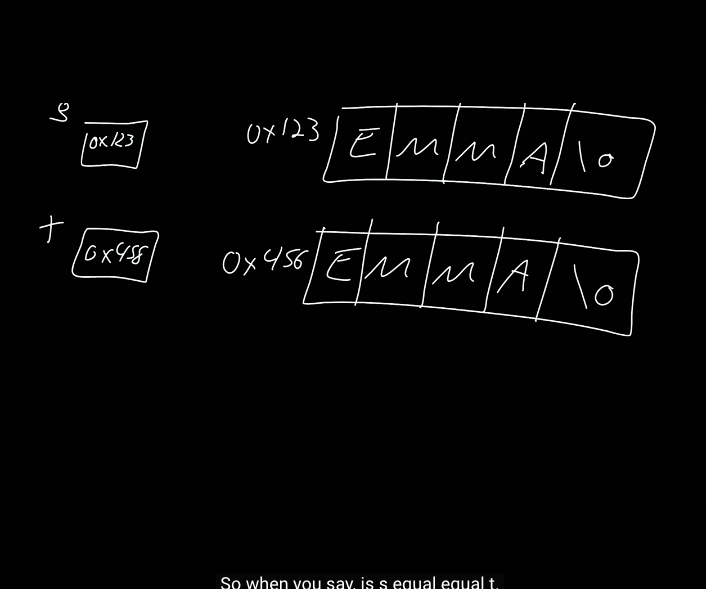 s
0x123 0x123 E M M A \0
t
0x456 0x456 E M M A \0
So when you say, is s equal equal t,